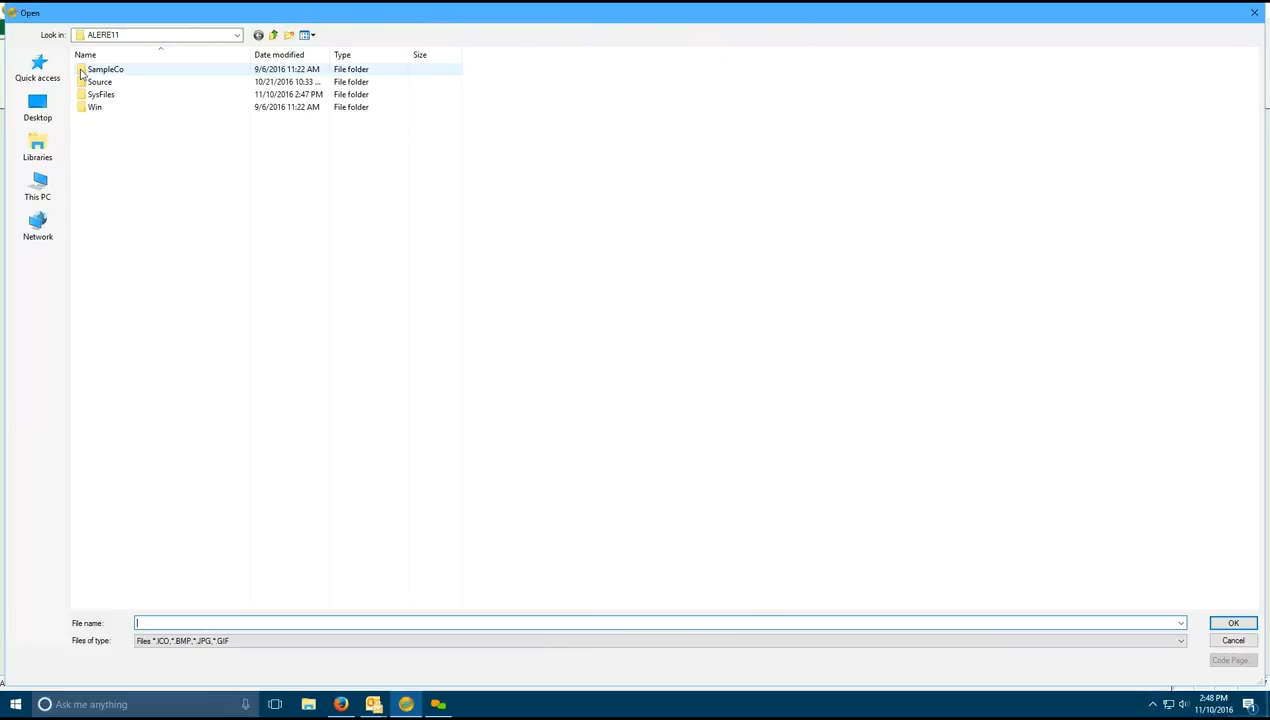 Open
Look in: ALERE11
Name Date modified Type Size
SampleCo 9/6/2016 11:22 AM File folder
Source 10/21/2016 10:33 ... File folder
SysFiles 11/10/2016 2:47 PM File folder
Win 9/6/2016 11:22 AM File folder
Quick access
Desktop
Libraries
This PC
Network
File name: OK
Files of type: Files *.ICO,*.BMP,*.JPG,*.GIF Cancel
Code Page...
Ask me anything
2:48 PM
11/10/2016